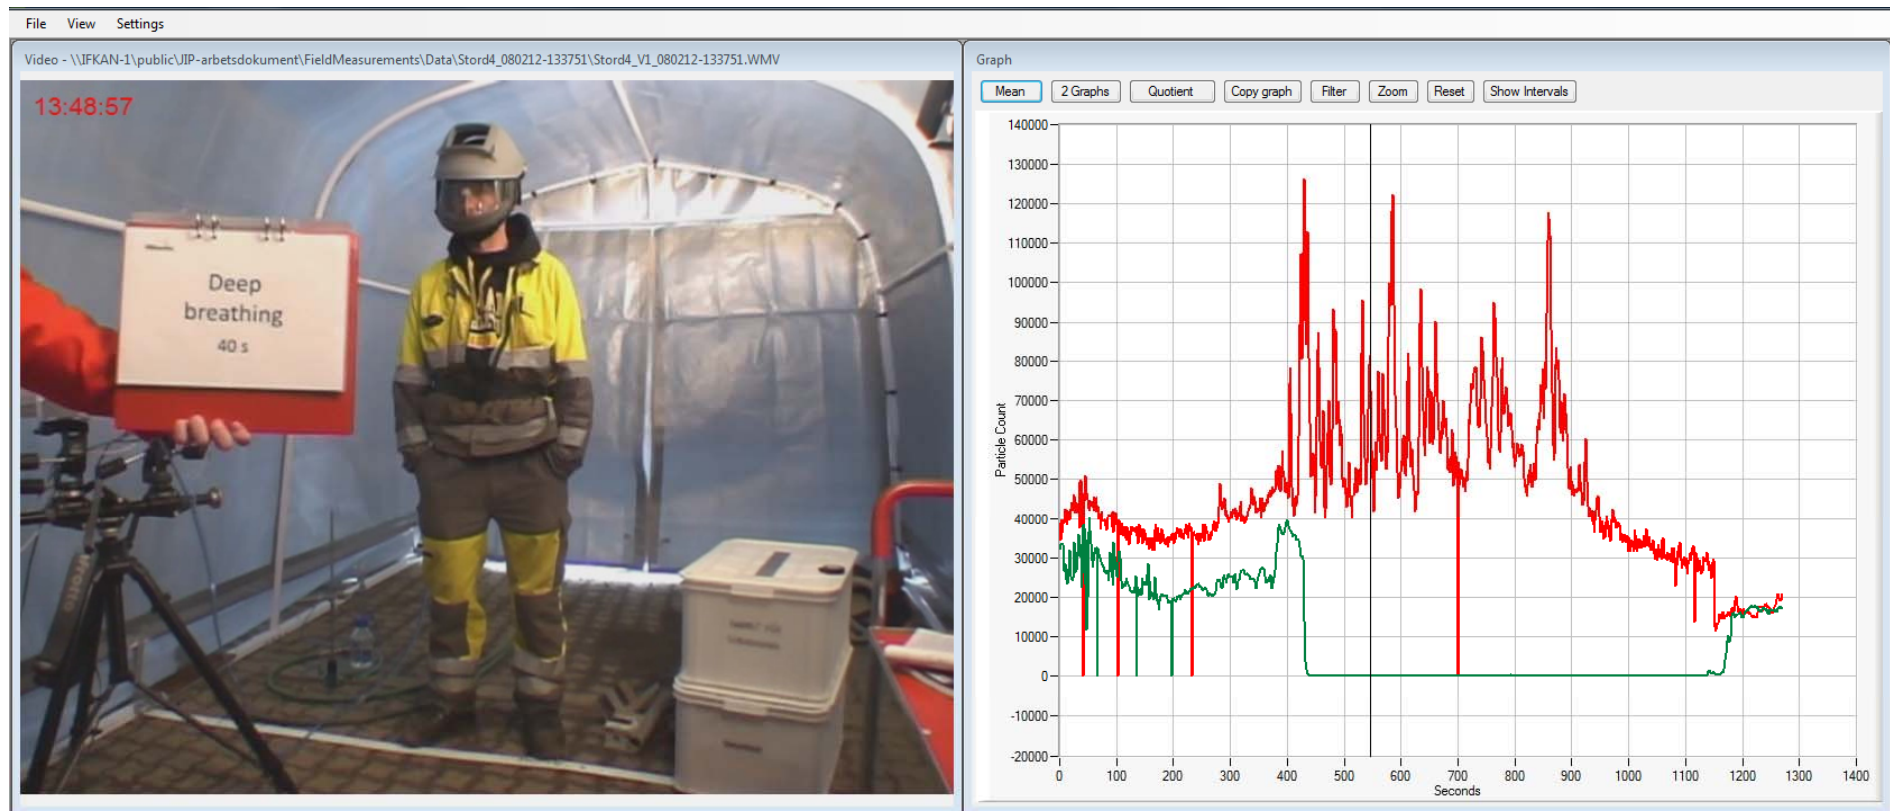 File View Settings
Video - \\IFKAN-1\public\JIP-arbetsdokument\FieldMeasurements\Data\Stord4_080212-133751\Stord4_V1_080212-133751.WMV
13:48:57
Deep
breathing
40 s
Graph
Mean 2 Graphs Quotient Copy graph Filter Zoom Reset Show Intervals
140000
130000
120000
110000
100000
90000
80000
70000
60000
50000
40000
30000
20000
10000
0
-10000
-20000
Particle Count
0 100 200 300 400 500 600 700 800 900 1000 1100 1200 1300 1400
Seconds